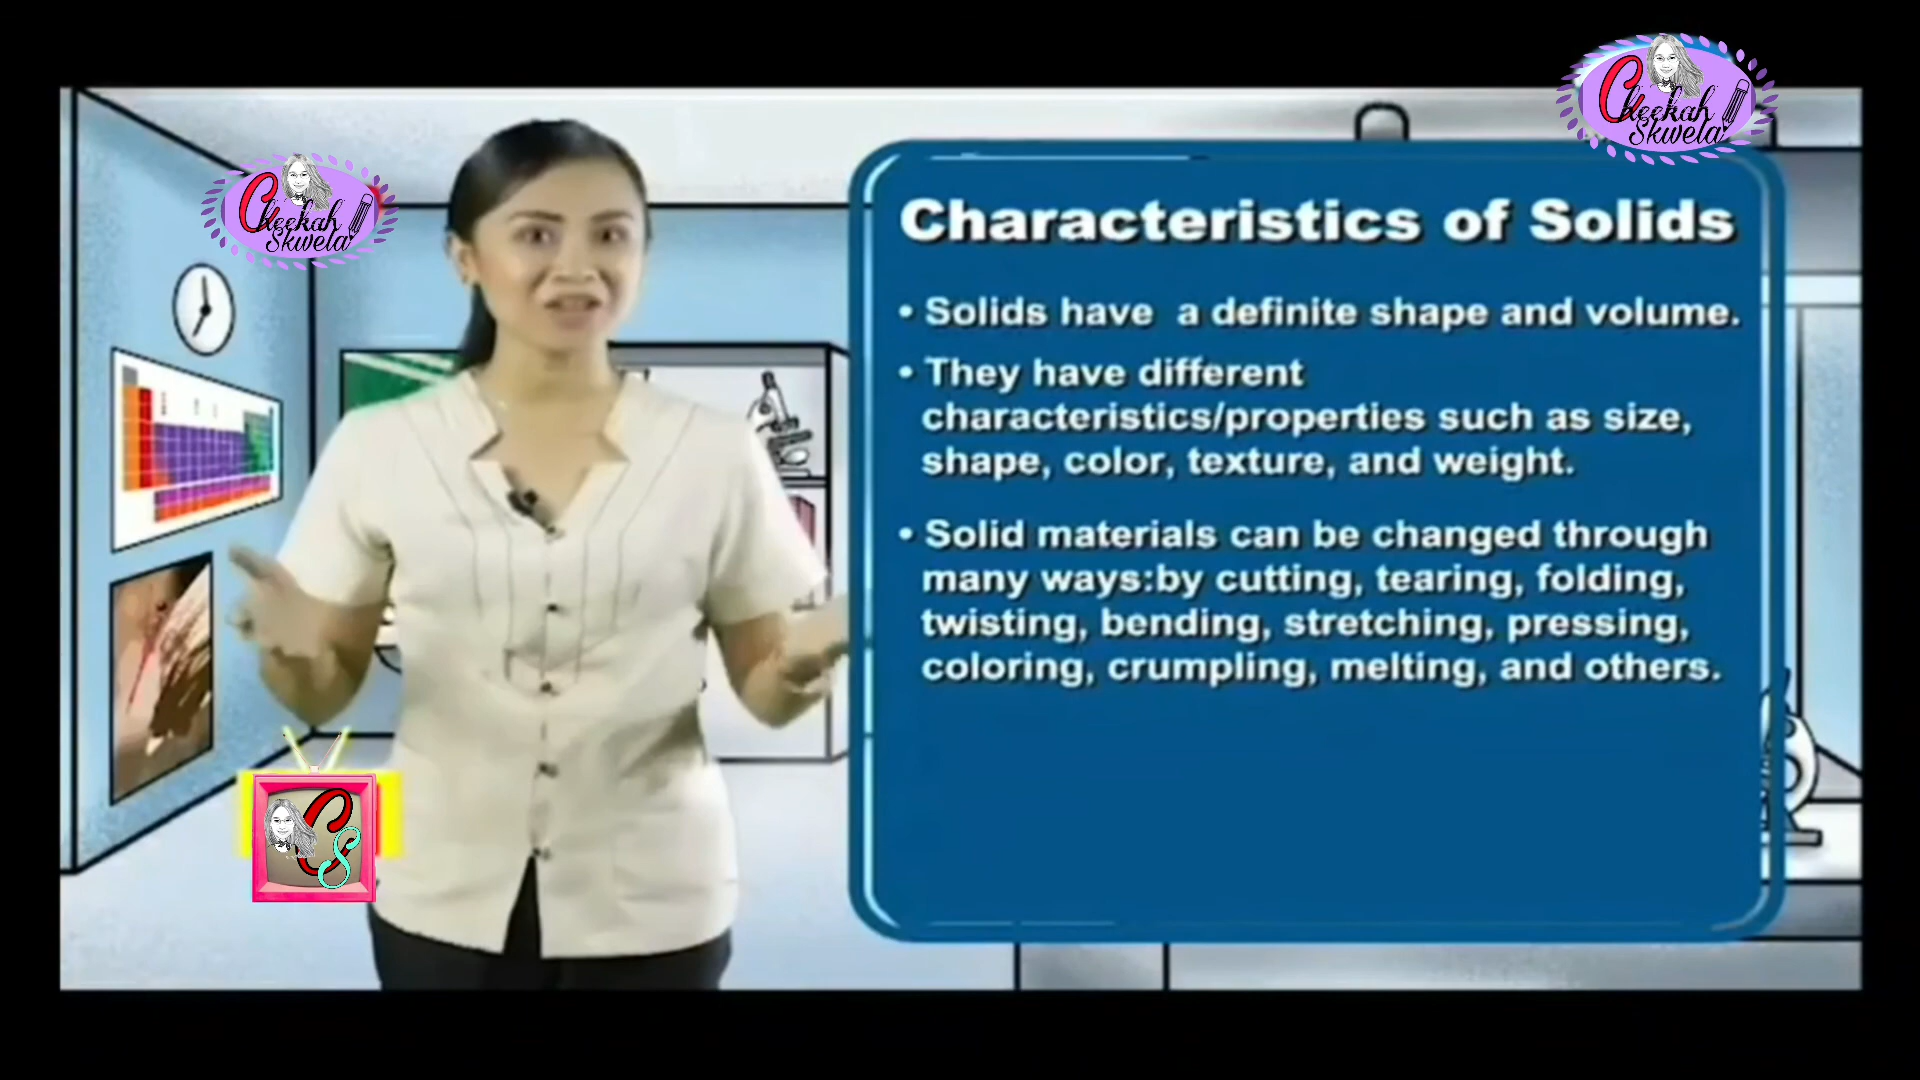 Cheekah
Skwela
Cheekah
Skwela
Characteristics of Solids
• Solids have a definite shape and volume.
• They have different
characteristics/properties such as size,
shape, color, texture, and weight.
• Solid materials can be changed through
many ways:by cutting, tearing, folding,
twisting, bending, stretching, pressing,
coloring, crumpling, melting, and others.
CS